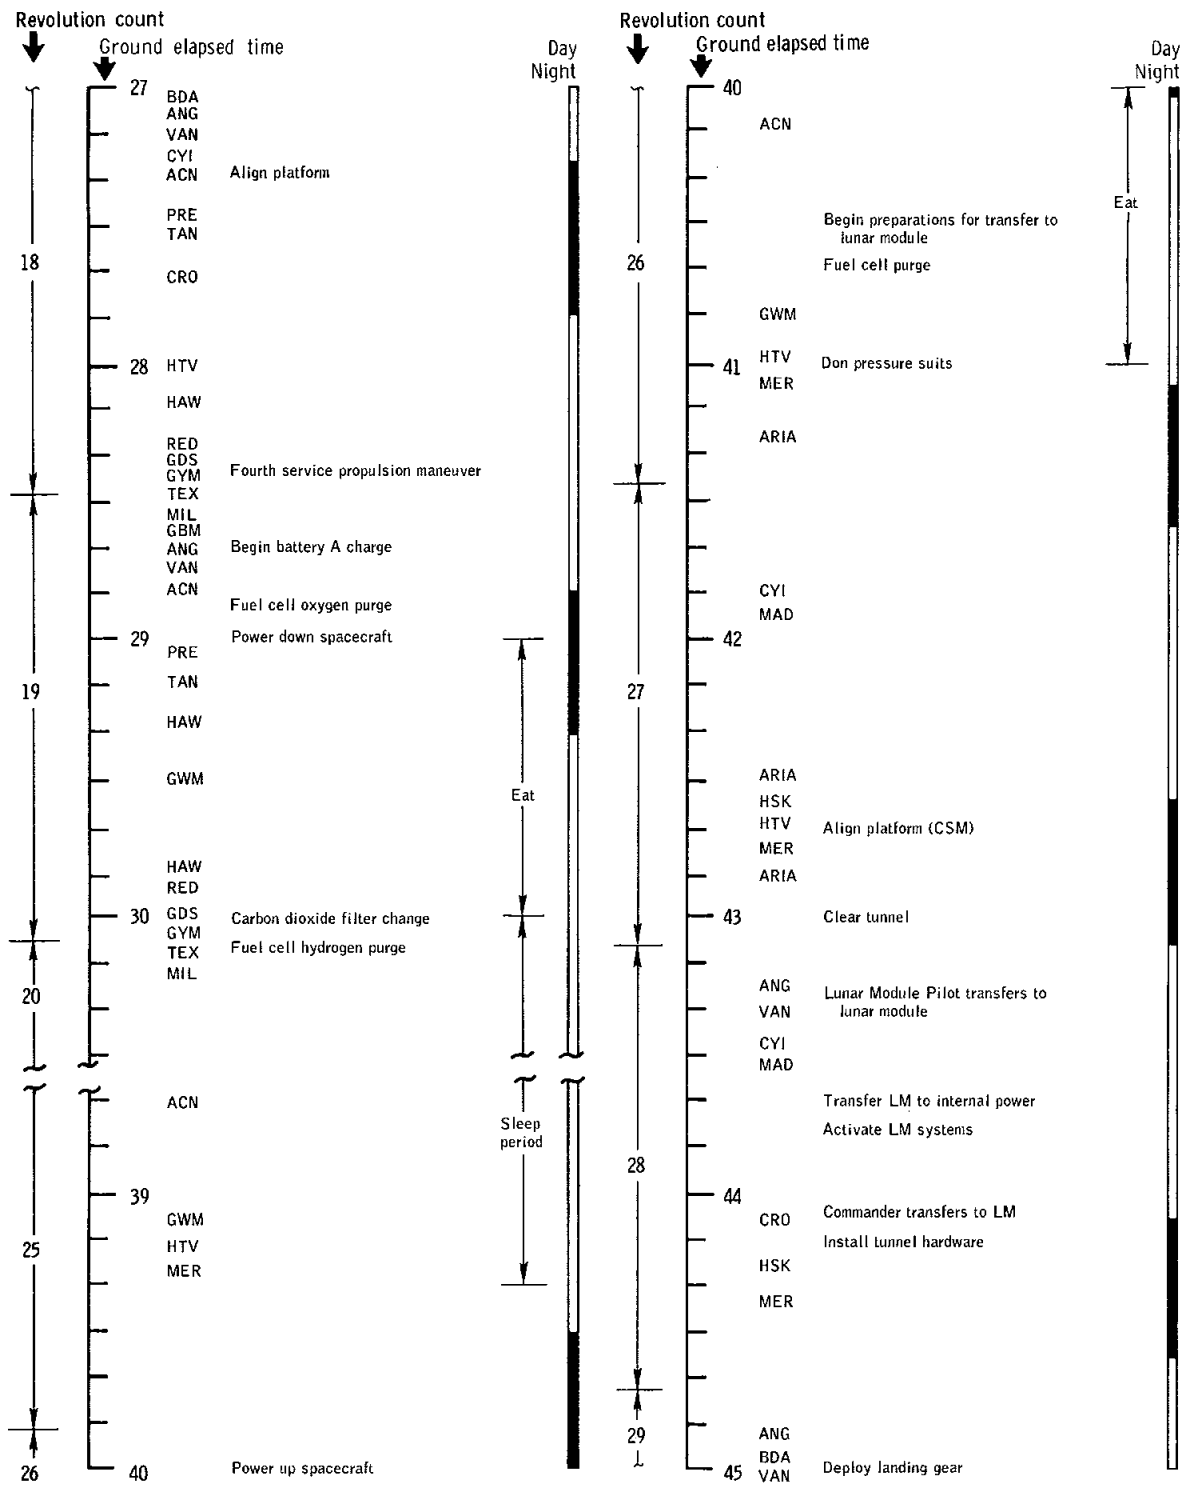 Revolution count
Ground elapsed time
Day
Night
27
BDA
ANG
VAN
CYI
ACN Align platform
PRE
TAN
18
CRO
28 HTV
HAW
RED
GDS
GYM Fourth service propulsion maneuver
TEX
MIL
GBM
ANG Begin battery A charge
VAN
ACN
Fuel cell oxygen purge
29 Power down spacecraft
PRE
TAN
19
HAW
GWM
Eat
HAW
RED
30 GDS Carbon dioxide filter change
GYM
TEX Fuel cell hydrogen purge
MIL
20
ACN
Sleep
period
39
GWM
25 HTV
MER
26 40 Power up spacecraft
Revolution count
Ground elapsed time
Day
Night
40
ACN
Eat
Begin preparations for transfer to
lunar module
26 Fuel cell purge
GWM
HTV
41 Don pressure suits
MER
ARIA
CYI
MAD
42
27
ARIA
HSK
HTV Align platform (CSM)
MER
ARIA
43 Clear tunnel
ANG Lunar Module Pilot transfers to
VAN lunar module
CYI
MAD
Transfer LM to internal power
Activate LM systems
28
44
CRO Commander transfers to LM
Install tunnel hardware
HSK
MER
29 ANG
BDA
45 VAN Deploy landing gear